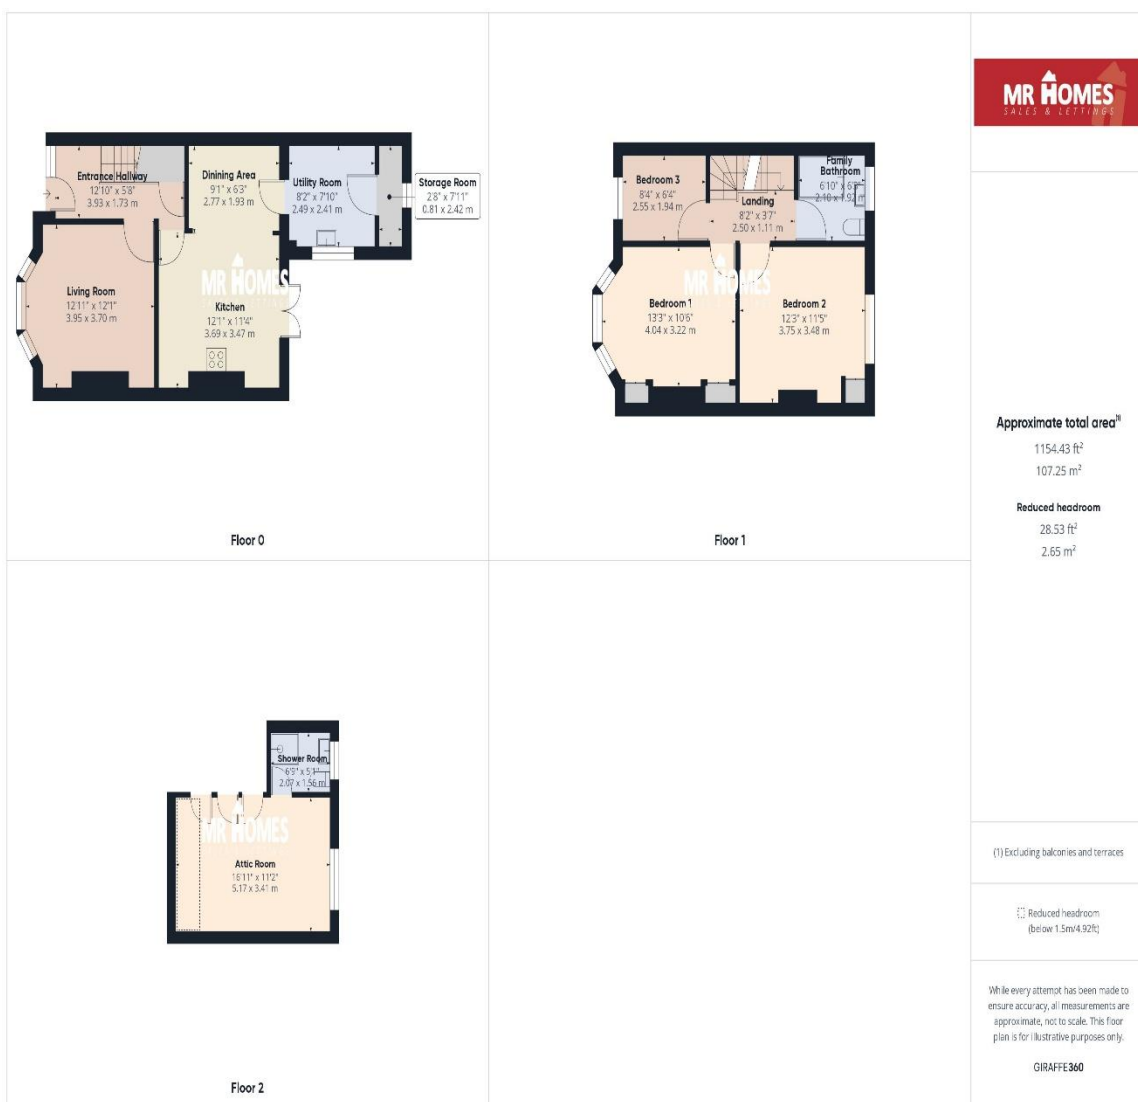 MR HOMES
SALES & LETTINGS
Entrance Hallway
12'10" x 5'8"
3.93 x 1.73 m
Dinining Area
9'1" x 6'3"
2.77 x 1.93 m
Utility Room
8'2" x 7'10"
2.49 x 2.41 m
Storage Room
2'8" x 7'11"
0.81 x 2.42 m
Living Room
12'11" x 12'1"
3.95 x 3.70 m
MR HOMES
Kitchen
12'1" x 11'4"
3.69 x 3.47 m
Floor 0
Bedroom 3
8'4" x 6'4"
2.55 x 1.94 m
Landing
8'2" x 3'7"
2.50 x 1.11 m
Family
Bathroom
6'10" x
MR HOMES
Bedroom 1
13'3" x 10'6"
4.04 x 3.22 m
Bedroom 2
12'3" x 11'5"
3.75 x 3.48 m
Floor 1
Shower Room
6'9" x 5'1"
2.07 x 1.56 m
MR HOMES
Attic Room
16'11" x 11'2"
5.17 x 3.41 m
Floor 2
Approximate total area(1)
1154.43 ft²
107.25 m²
Reduced headroom
28.53 ft²
2.65 m²
(1) Excluding balconies and terraces
Reduced headroom
(below 1.5m/4.92ft)
While every attempt has been made to
ensure accuracy, all measurements are
approximate, not to scale. This floor
plan is for illustrative purposes only.
GIRAFFE360